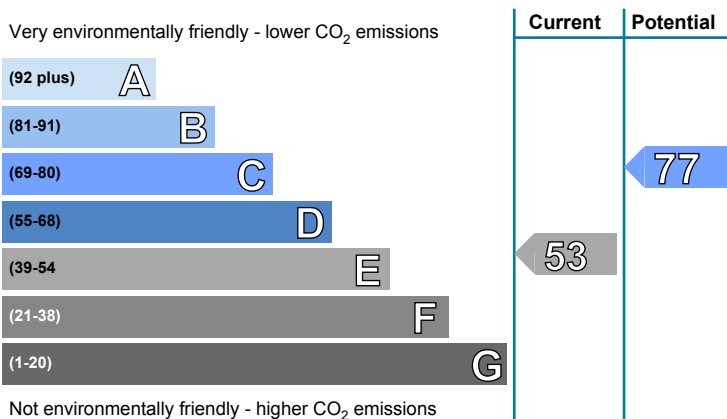 Current Potential
Very environmentally friendly - lower CO2 emissions
(92 plus) A
(81-91) B
(69-80) C
77
(55-68) D
(39-54 E
53
(21-38) F
(1-20) G
Not environmentally friendly - higher CO2 emissions